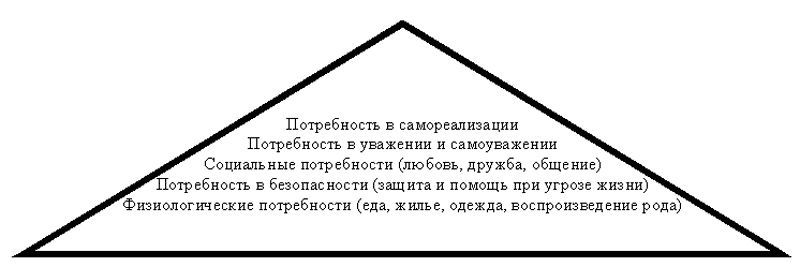 Потребность в самореализации
Потребность в уважении и самоуважении
Социальные потребности (любовь, дружба, общение)
Потребность в безопасности (защита и помощь при угрозе жизни)
Физиологические потребности (еда, жилье, одежда, воспроизведение рода)